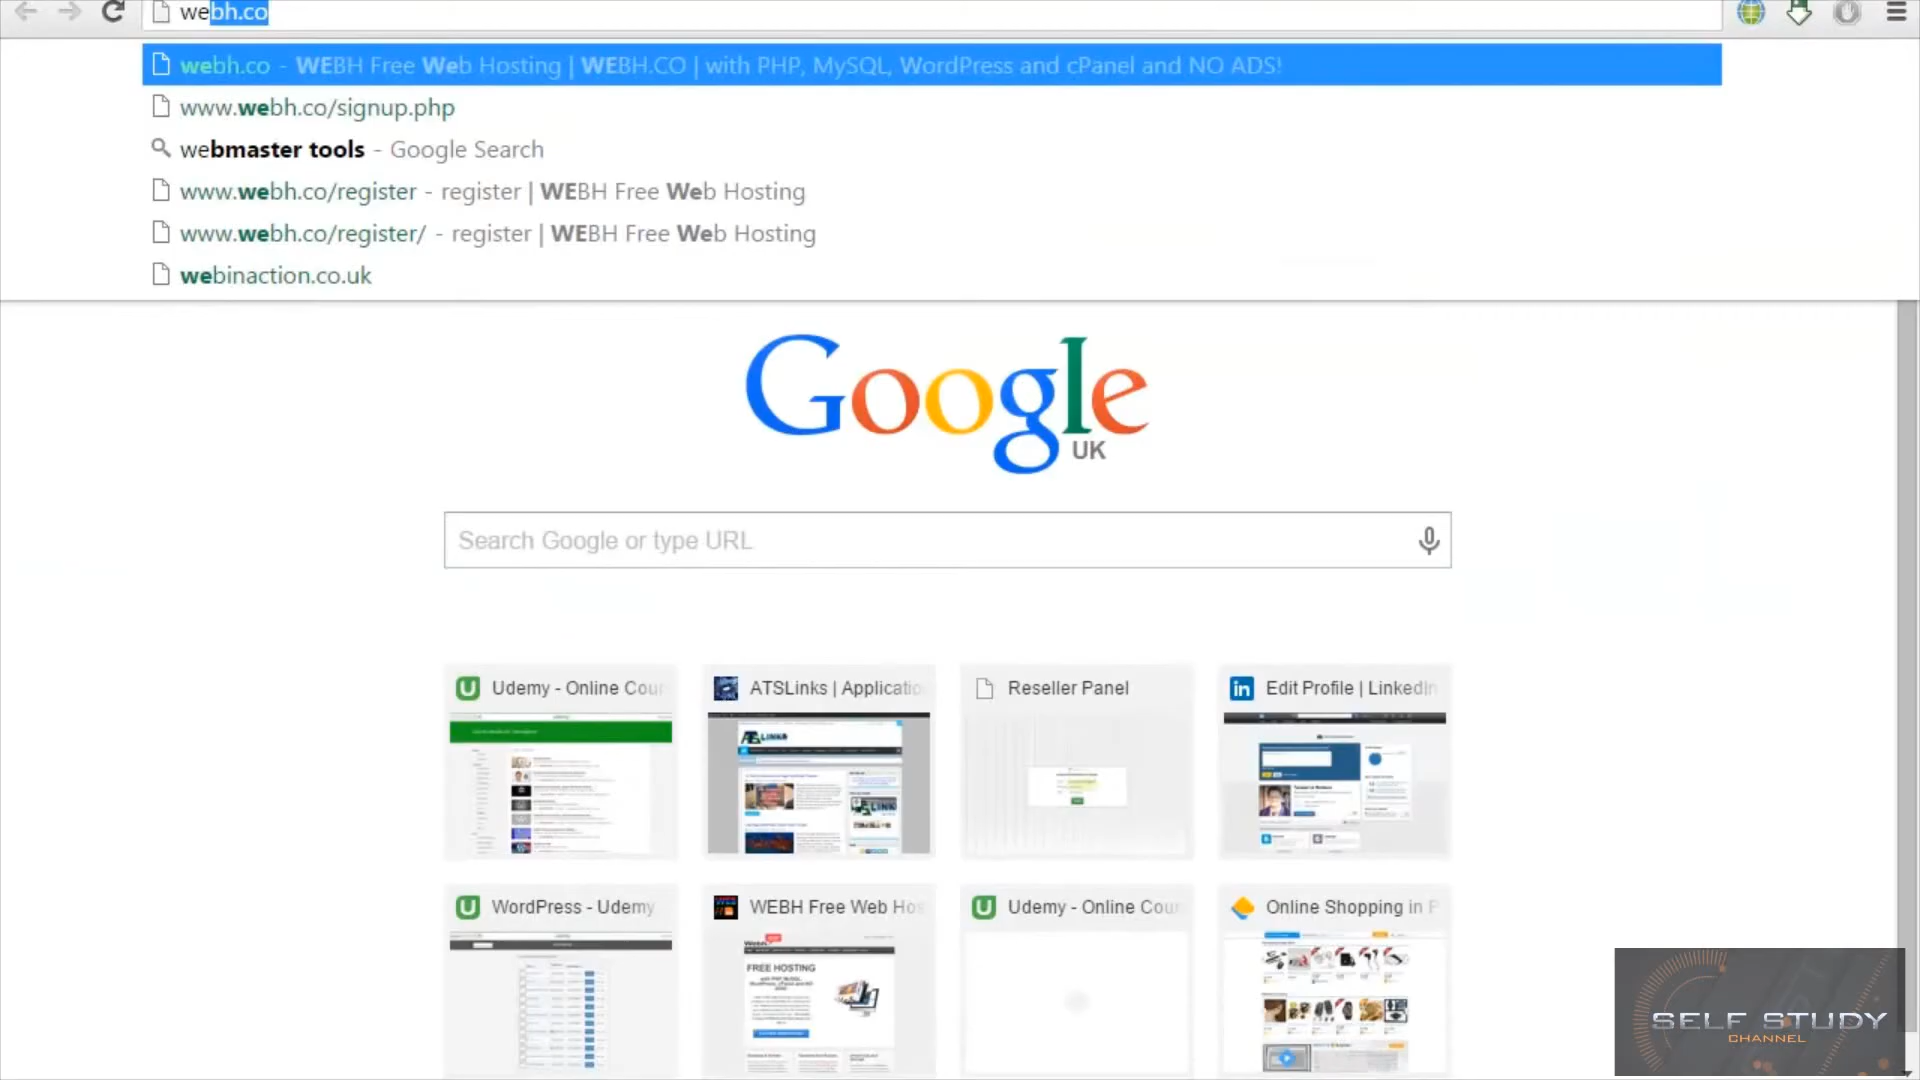 webh.co
webh.co - WEBH Free Web Hosting | WEBH.CO | with PHP, MySQL, WordPress and cPanel and NO ADS!
www.webh.co/signup.php
webmaster tools - Google Search
www.webh.co/register - register | WEBH Free Web Hosting
www.webh.co/register/ - register | WEBH Free Web Hosting
webinaction.co.uk
Google
UK
Search Google or type URL
Udemy - Online Cour
ATSLinks | Applicatio
Reseller Panel
Edit Profile | LinkedIn
WordPress - Udemy
WEBH Free Web Hos
Udemy - Online Cour
Online Shopping in P
FREE HOSTING
SELF STUDY
CHANNEL